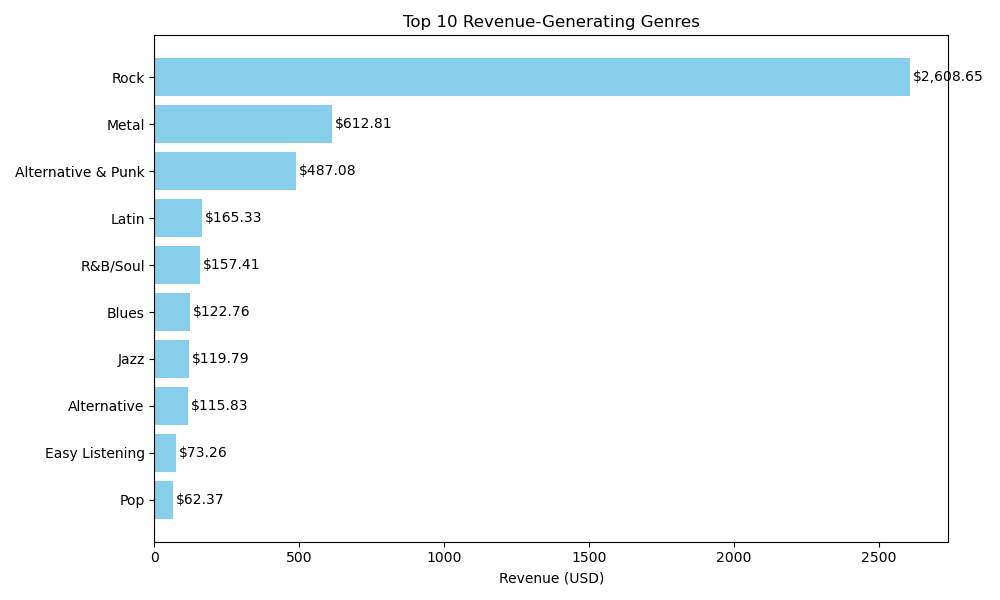 Top 10 Revenue-Generating Genres
Rock $2,608.65
Metal $612.81
Alternative & Punk $487.08
Latin $165.33
R&B/Soul $157.41
Blues $122.76
Jazz $119.79
Alternative $115.83
Easy Listening $73.26
Pop $62.37
0 500 1000 1500 2000 2500
Revenue (USD)